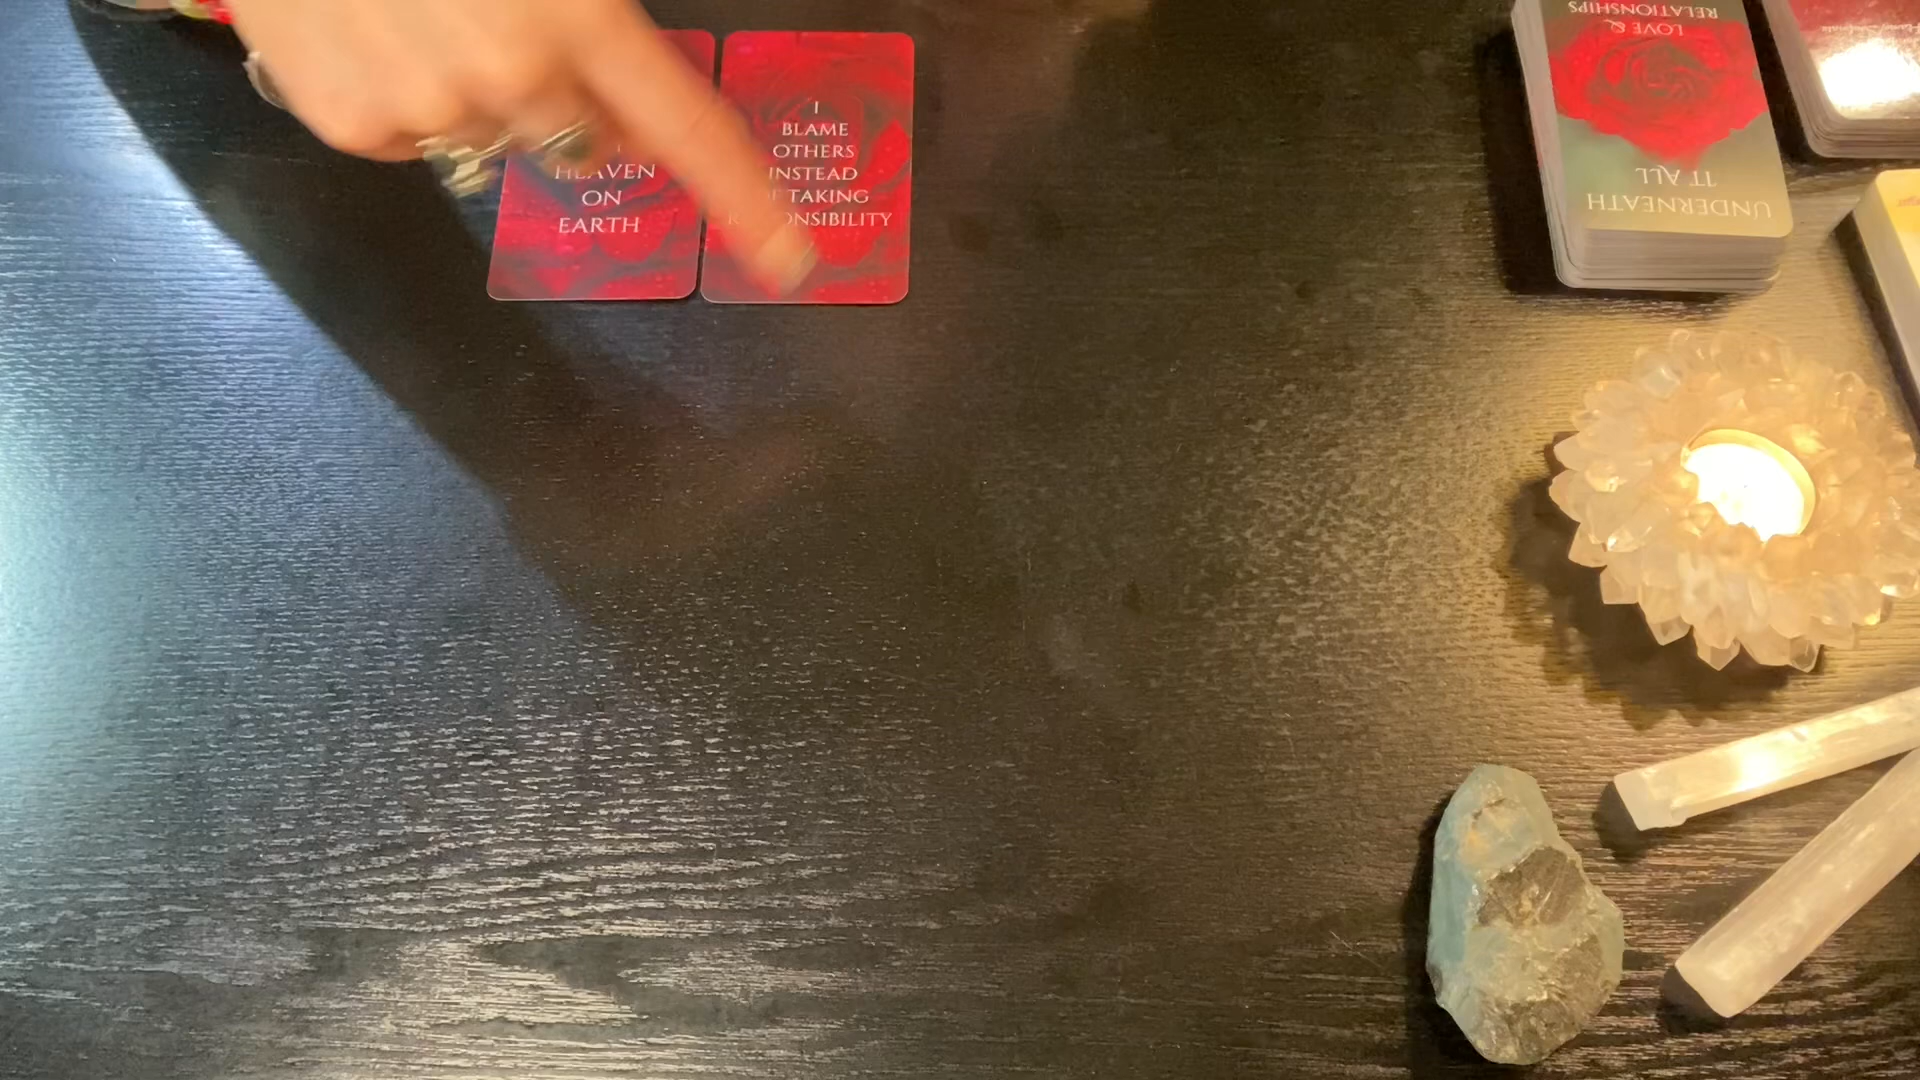 HEAVEN
ON
EARTH
I
BLAME
OTHERS
INSTEAD
TAKING
LOVE &
RELATIONSHIPS
UNDERNEATH
IT ALL